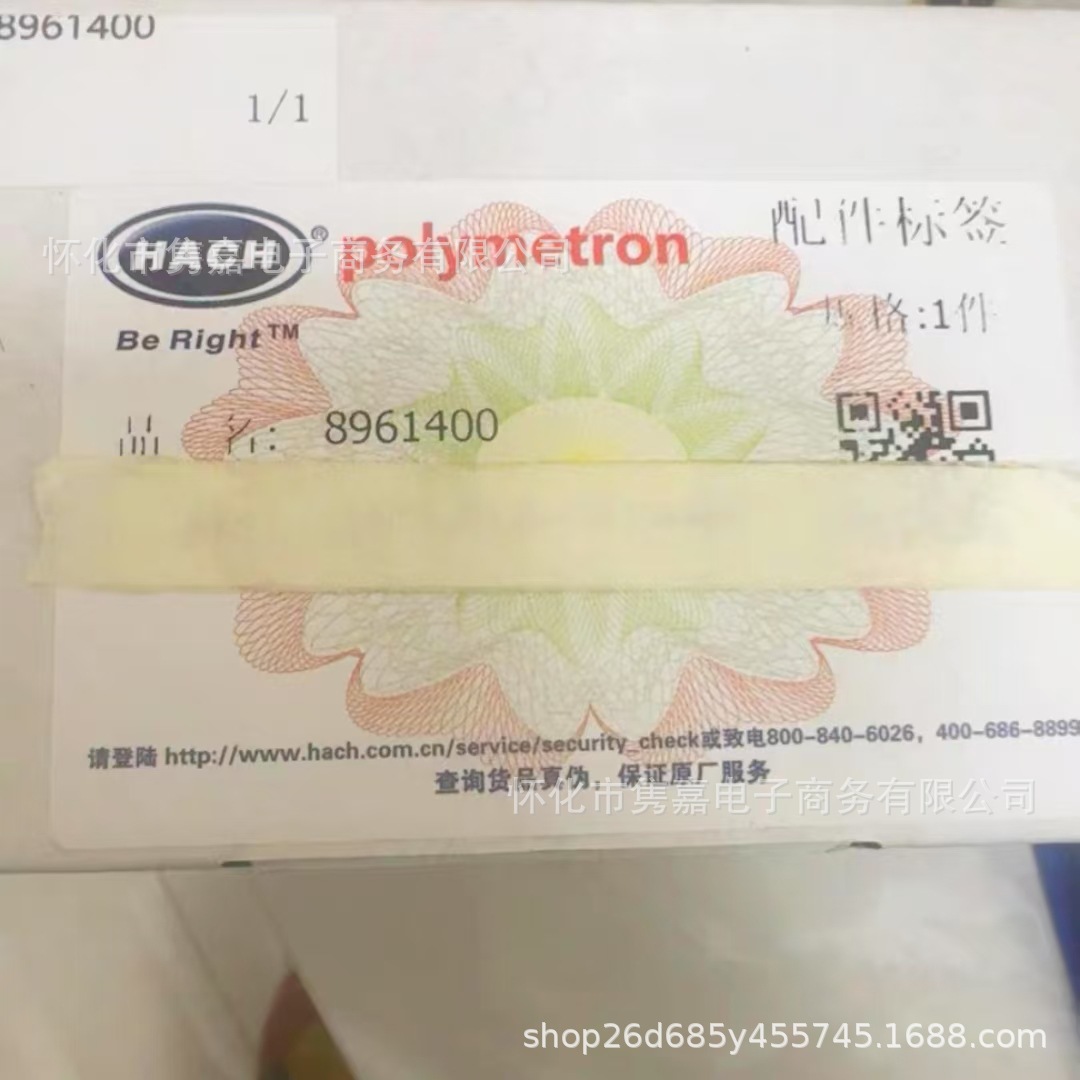 8961400
1/1
HACH® polymetron
配件标签
怀化市隽嘉电子商务有限公司
Be Right™
规格:1件
品 名: 8961400
请登陆 http://www.hach.com.cn/service/security_check或致电800-840-6026，400-686-8899
查询货品真伪，保证原厂服务
怀化市隽嘉电子商务有限公司
shop26d685y455745.1688.com